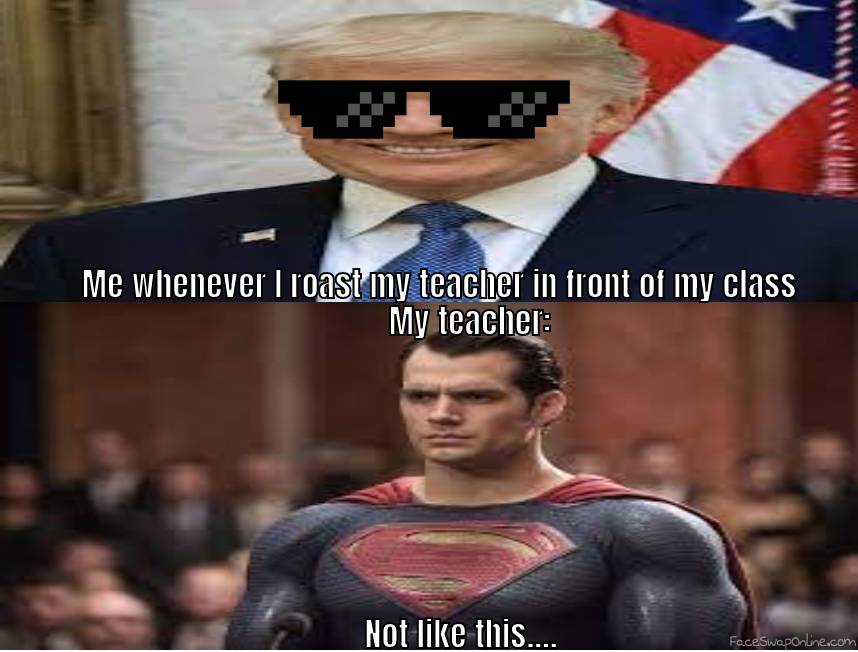 Me whenever I roast my teacher in front of my class
My teacher:
Not like this....
FaceSwapOnline.com